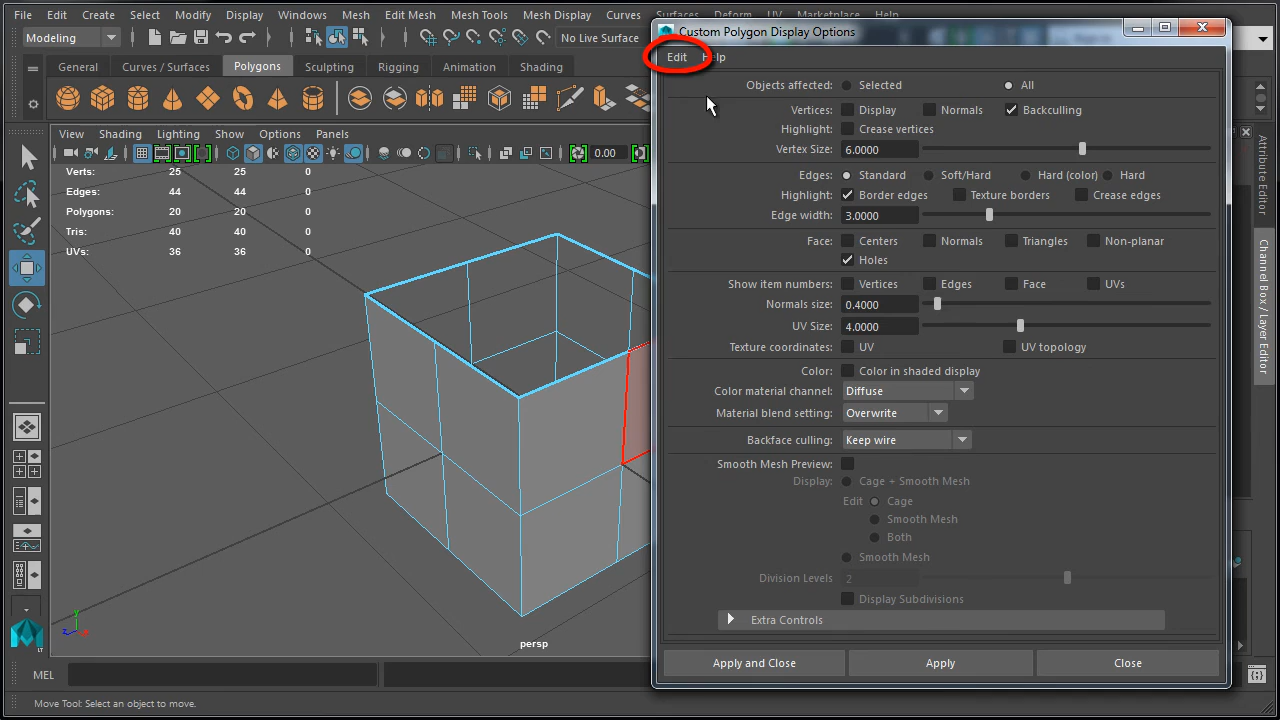 File Edit Create Select Modify Display Windows Mesh Edit Mesh Mesh Tools Mesh Display Curves Surfaces Deform UV Marketplace Help
Custom Polygon Display Options
Modeling
No Live Surface
Edit Help
General Curves / Surfaces Polygons Sculpting Rigging Animation Shading
Objects affected: Selected All
Vertices: Display Normals Backculling
Highlight: Crease vertices
View Shading Lighting Show Options Panels
Vertex Size: 6.0000
0.00
Verts: 25 25 0
Edges: Standard Soft/Hard Hard (color) Hard
Edges: 44 44 0
Highlight: Border edges Texture borders Crease edges
Polygons: 20 20 0
Edge width: 3.0000
Tris: 40 40 0
Face: Centers Normals Triangles Non-planar
UVs: 36 36 0
Holes
Show item numbers: Vertices Edges Face UVs
Normals size: 0.4000
UV Size: 4.0000
Texture coordinates: UV UV topology
Color: Color in shaded display
Color material channel: Diffuse
Material blend setting: Overwrite
Backface culling: Keep wire
Smooth Mesh Preview:
Display: Cage + Smooth Mesh
Edit Cage
Smooth Mesh
Both
Smooth Mesh
Division Levels 2
Display Subdivisions
Extra Controls
Attribute Editor
Channel Box / Layer Editor
y
z x
LT
persp
Apply and Close Apply Close
MEL
Move Tool: Select an object to move.